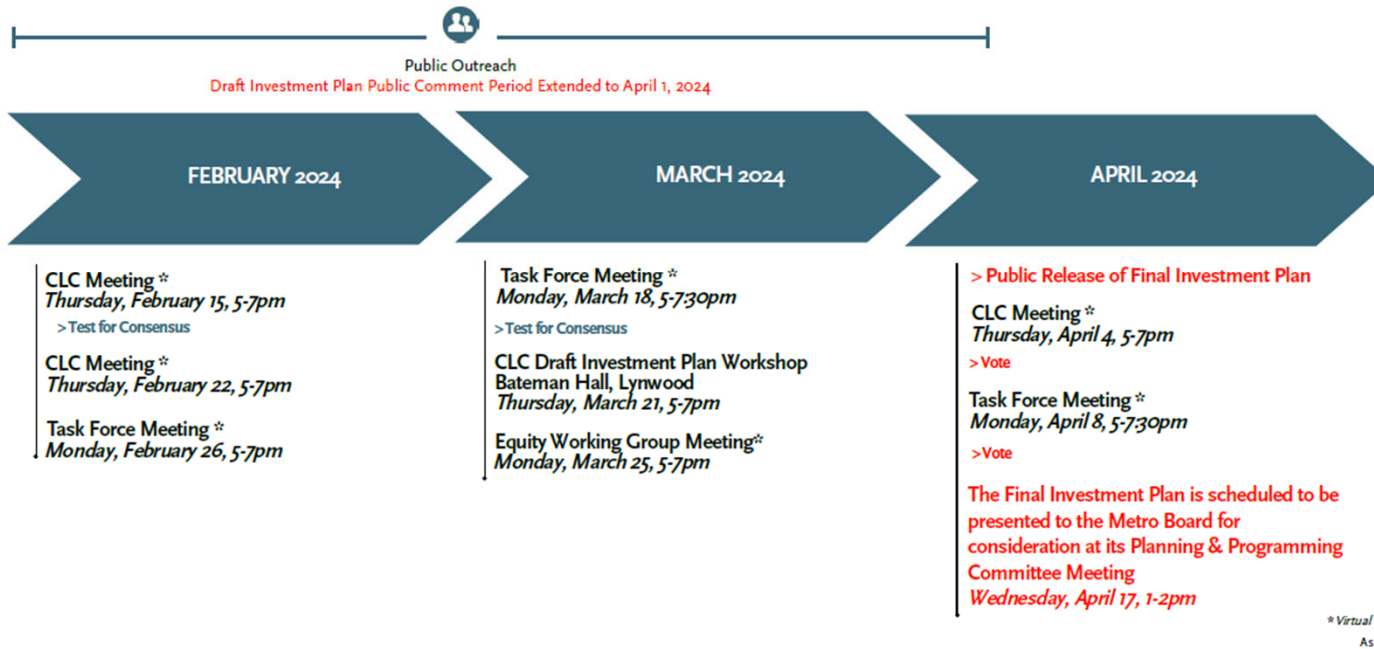 Public Outreach
Draft Investment Plan Public Comment Period Extended to April 1, 2024
FEBRUARY 2024
MARCH 2024
APRIL 2024
CLC Meeting *
Thursday, February 15, 5-7pm
> Test for Consensus
CLC Meeting *
Thursday, February 22, 5-7pm
Task Force Meeting *
Monday, February 26, 5-7pm
Task Force Meeting *
Monday, March 18, 5-7:30pm
> Test for Consensus
CLC Draft Investment Plan Workshop
Bateman Hall, Lynwood
Thursday, March 21, 5-7pm
Equity Working Group Meeting*
Monday, March 25, 5-7pm
> Public Release of Final Investment Plan
CLC Meeting *
Thursday, April 4, 5-7pm
> Vote
Task Force Meeting *
Monday, April 8, 5-7:30pm
> Vote
The Final Investment Plan is scheduled to be
presented to the Metro Board for
consideration at its Planning & Programming
Committee Meeting
Wednesday, April 17, 1-2pm
* Virtual
As